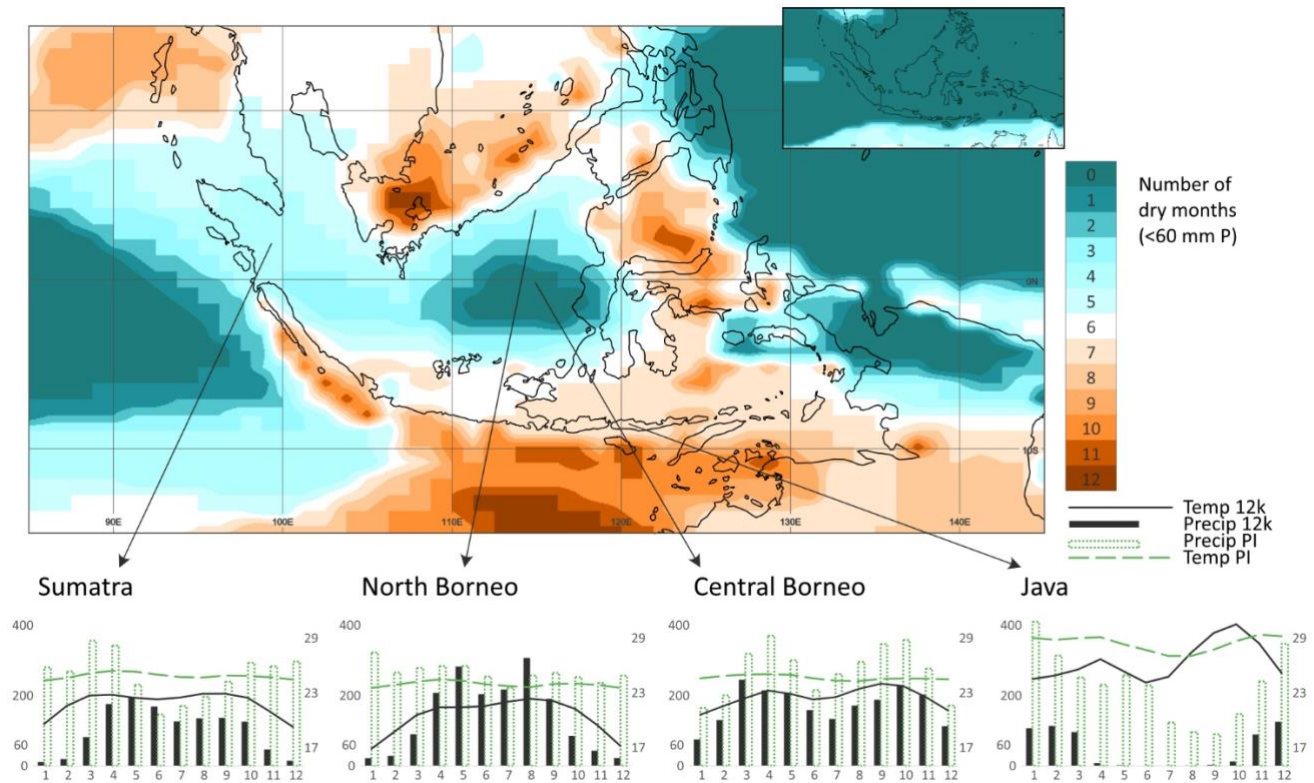 0N
10S
90E 100E 110E 120E 130E 140E
0
1
2
3
4
5
6
7
8
9
10
11
12
Number of
dry months
(<60 mm P)
Temp 12k
Precip 12k
Precip PI
Temp PI
Sumatra North Borneo Central Borneo Java
400 29 400 29 400 29 400 29
200 23 200 23 200 23 200 23
60 17 60 17 60 17 60 17
0 0 0 0
1 2 3 4 5 6 7 8 9 10 11 12 1 2 3 4 5 6 7 8 9 10 11 12 1 2 3 4 5 6 7 8 9 10 11 12 1 2 3 4 5 6 7 8 9 10 11 12